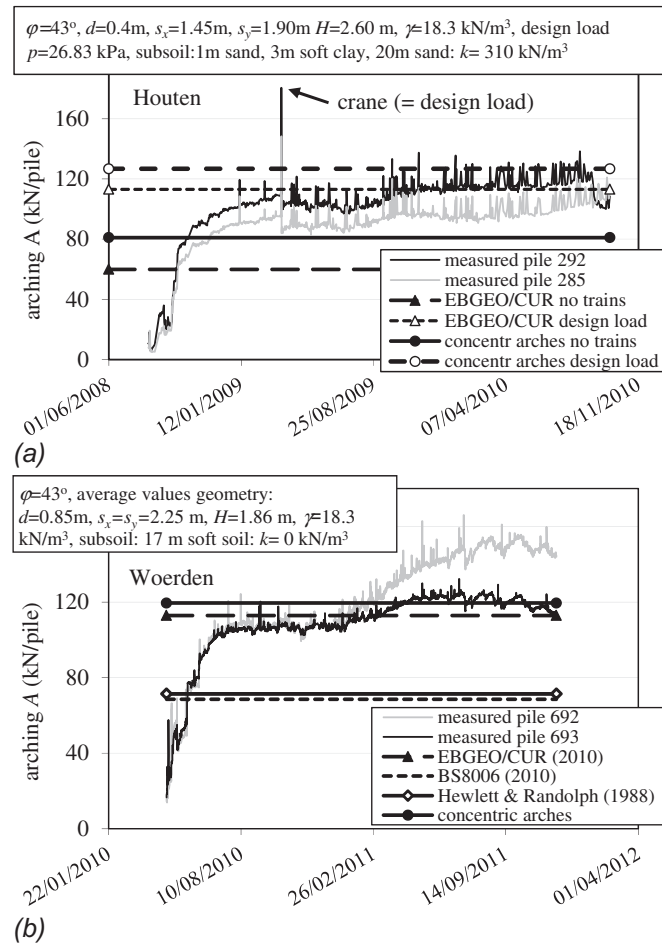 φ=43°, d=0.4m, sx=1.45m, sy=1.90m H=2.60 m, γ=18.3 kN/m³, design load
p=26.83 kPa, subsoil:1m sand, 3m soft clay, 20m sand: k= 310 kN/m³
Houten
crane (= design load)
arching A (kN/pile)
160
120
80
40
0
measured pile 292
measured pile 285
EBGEO/CUR no trains
EBGEO/CUR design load
concentr arches no trains
concentr arches design load
01/06/2008
12/01/2009
25/08/2009
07/04/2010
18/11/2010
(a)
φ=43°, average values geometry:
d=0.85m, sx=sy=2.25 m, H=1.86 m, γ=18.3
kN/m³, subsoil: 17 m soft soil: k= 0 kN/m³
Woerden
arching A (kN/pile)
120
80
40
0
measured pile 692
measured pile 693
EBGEO/CUR (2010)
BS8006 (2010)
Hewlett & Randolph (1988)
concentric arches
22/01/2010
10/08/2010
26/02/2011
14/09/2011
01/04/2012
(b)